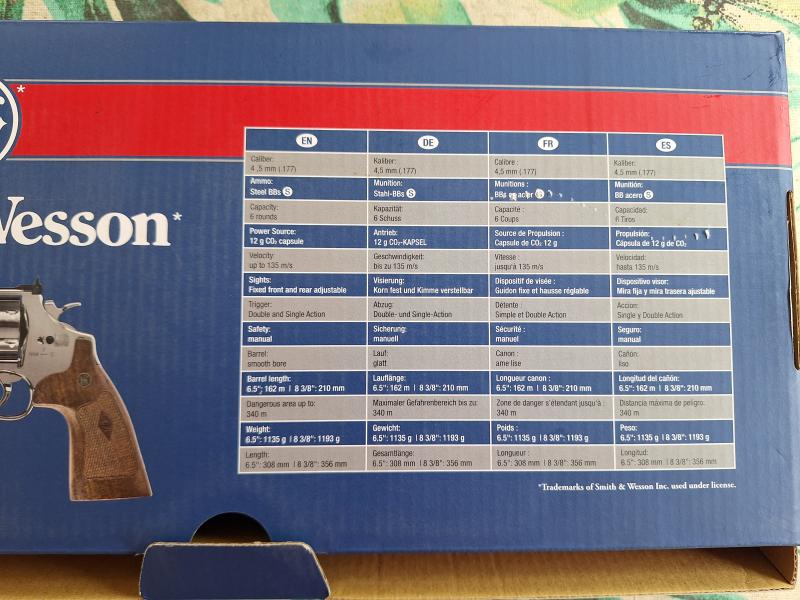 *
Wesson*
EN DE FR ES
Caliber: Kaliber: Calibre : Kaliber:
4,5 mm (.177) 4,5 mm (.177) 4,5 mm (.177) 4,5 mm (.177)
Ammo: Munition: Munitions : Munición:
Steel BBs S Stahl-BBs S BBs en acier BB acero S
Capacity: Kapazität: Capacité : Capacidad:
6 rounds 6 Schuss 6 Coups 6 Tiros
Power Source: Antrieb: Source de Propulsion : Propulsión:
12 g CO₂ capsule 12 g CO₂-KAPSEL Capsule de CO₂ 12 g Cápsula de 12 g de CO₂
Velocity: Geschwindigkeit: Vitesse : Velocidad:
up to 135 m/s bis zu 135 m/s jusqu'à 135 m/s hasta 135 m/s
Sights: Visierung: Dispositif de visée : Dispositivo visor:
Fixed front and rear adjustable Korn fest und Kimme verstellbar Guidon fixe et hausse réglable Mira fija y mira trasera ajustable
Trigger: Abzug: Détente : Accion:
Double and Single Action Double- und Single-Action Simple et Double Action Single y Double Action
Safety: Sicherung: Sécurité : Seguro:
manual manuell manuel manual
Barrel: Lauf: Canon : Cañón:
smooth bore glatt ame lise liso
Barrel length: Lauflänge: Longueur canon : Longitud del cañón:
6.5": 162 m I 8 3/8": 210 mm 6.5": 162 m I 8 3/8": 210 mm 6.5": 162 m I 8 3/8": 210 mm 6.5": 162 m I 8 3/8": 210 mm
Dangerous area up to: Maximaler Gefahrenbereich bis zu: Zone de danger s'étendant jusqu'à : Distancia máxima de peligro:
340 m 340 m 340 m 340 m
Weight: Gewicht: Poids : Peso:
6.5": 1135 g I 8 3/8": 1193 g 6.5": 1135 g I 8 3/8": 1193 g 6.5": 1135 g I 8 3/8": 1193 g 6.5": 1135 g I 8 3/8": 1193 g
Length: Gesamtlänge: Longueur : Longitud:
6.5": 308 mm I 8 3/8": 356 mm 6.5": 308 mm I 8 3/8": 356 mm 6.5": 308 mm I 8 3/8": 356 mm 6.5": 308 mm I 8 3/8": 356 mm
*Trademarks of Smith & Wesson Inc. used under license.